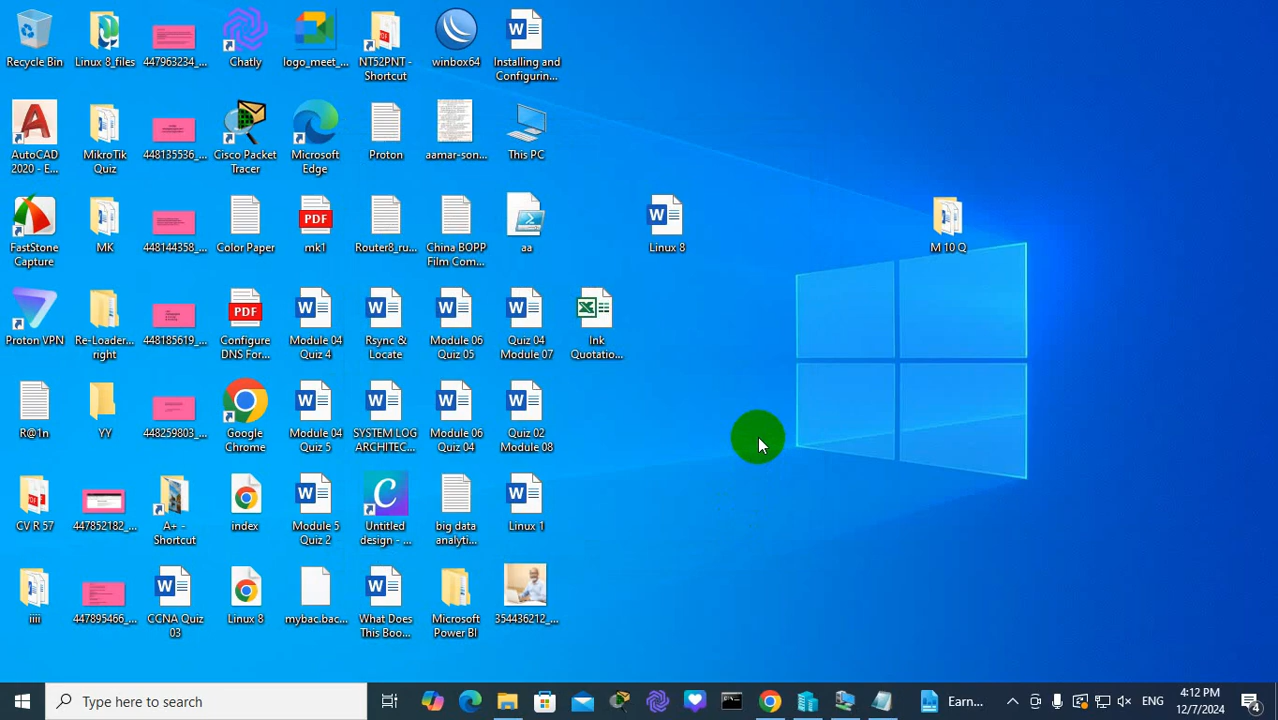 Recycle Bin
Linux 8_files
447963234_...
Chatly
logo_meet_...
NT52PNT -
Shortcut
winbox64
Installing and
Configurin...
AutoCAD
2020 - E...
MikroTik
Quiz
448135536_...
Cisco Packet
Tracer
Microsoft
Edge
Proton
aamar-son...
This PC
FastStone
Capture
MK
448144358_...
Color Paper
PDF
mk1
Router8_ru...
China BOPP
Film Com...
aa
Linux 8
M 10 Q
Proton VPN
Re-Loader...
right
448185619_...
PDF
Configure
DNS For...
Module 04
Quiz 4
Rsync &
Locate
Module 06
Quiz 05
Quiz 04
Module 07
Ink
Quotatio...
R@1n
YY
448259803_...
Google
Chrome
Module 04
Quiz 5
SYSTEM LOG
ARCHITEC...
Module 06
Quiz 04
Quiz 02
Module 08
CV R 57
447852182_...
A+ -
Shortcut
index
Module 5
Quiz 2
Untitled
design - ...
big data
analyti...
Linux 1
iiii
447895466_...
CCNA Quiz
03
Linux 8
mybac.bac...
What Does
This Boo...
Microsoft
Power BI
354436212_...
Type here to search
Earn...
ENG
4:12 PM
12/7/2024
4